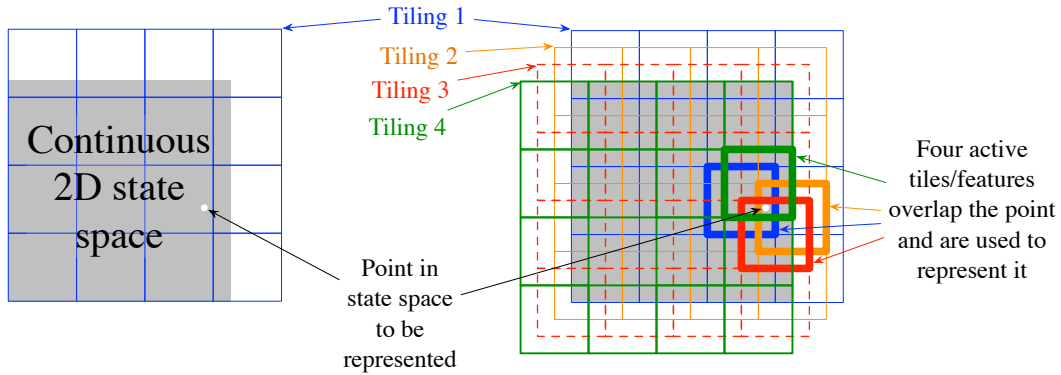 Tiling 1
Tiling 2
Tiling 3
Tiling 4
Continuous
2D state
space
Point in
state space
to be
represented
Four active
tiles/features
overlap the point
and are used to
represent it